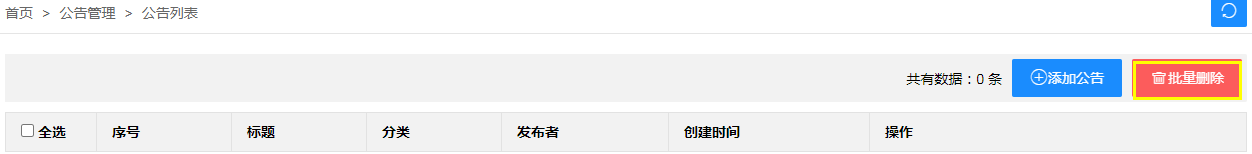 首页 > 公告管理 > 公告列表
共有数据：0 条 添加公告 批量删除
全选 序号 标题 分类 发布者 创建时间 操作